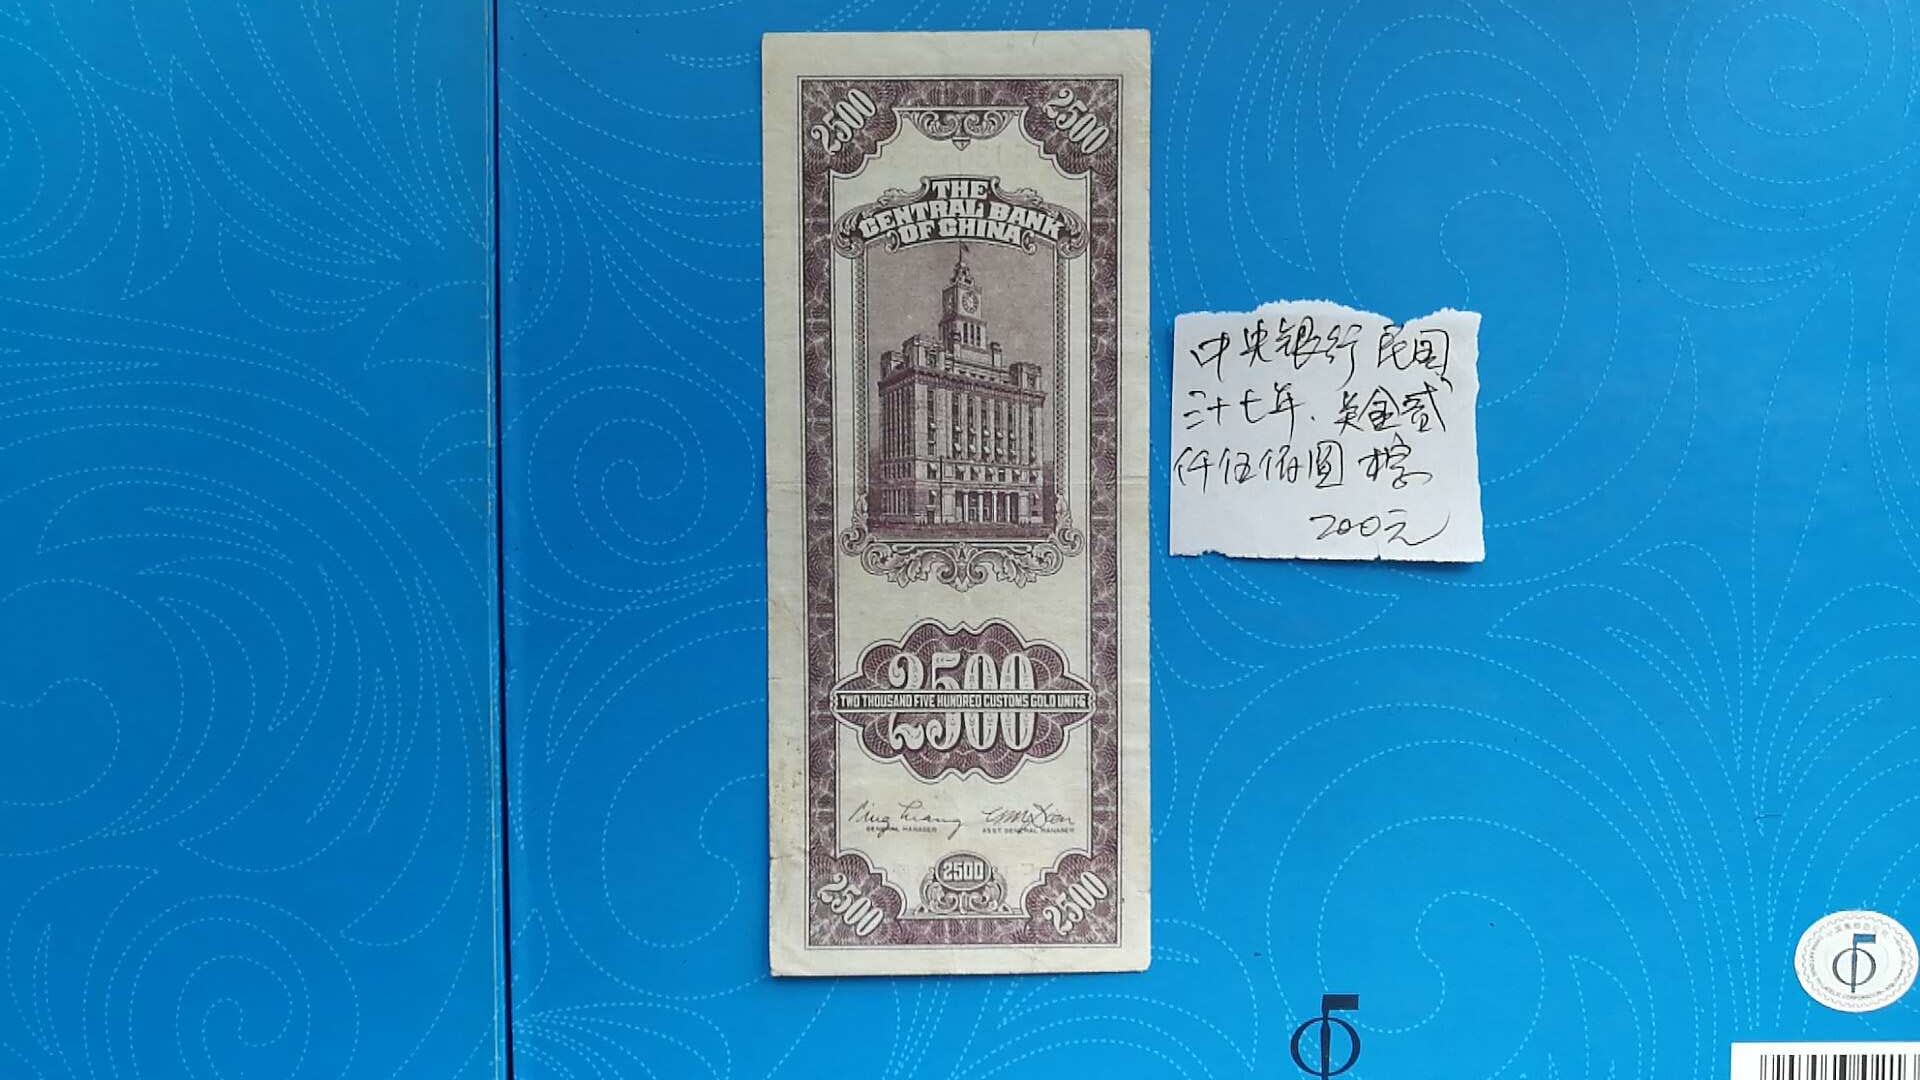 2500
2500
THE
CENTRAL BANK
OF CHINA
2500
TWO THOUSAND FIVE HUNDRED CUSTOMS GOLD UNITS
2500
GENERAL MANAGER
ASST GENERAL MANAGER
2500
2500
2500
中央银行民国
三十七年.关金贰
仟伍佰圆 棕
200元